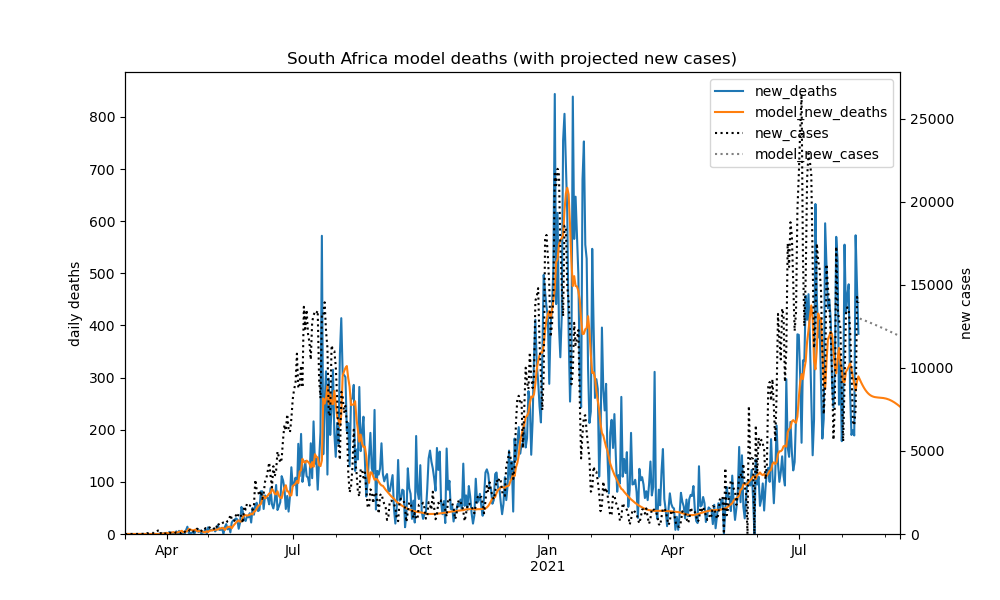 South Africa model deaths (with projected new cases)
new_deaths
model_new_deaths
new_cases
model_new_cases
daily deaths
800
700
600
500
400
300
200
100
0
25000
20000
15000
10000
5000
0
new cases
Apr
Jul
Oct
Jan
2021
Apr
Jul